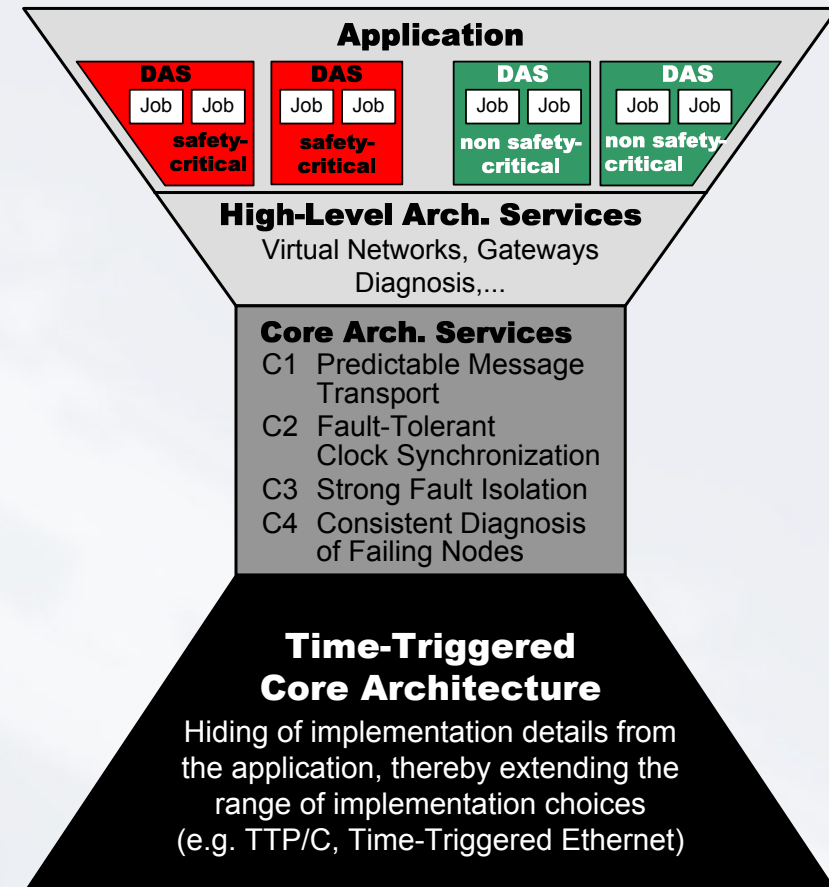 Application
DAS DAS DAS DAS
Job Job Job Job Job Job Job Job
safety- safety- non safety- non safety-
critical critical critical critical
High-Level Arch. Services
Virtual Networks, Gateways
Diagnosis,...
Core Arch. Services
C1 Predictable Message
Transport
C2 Fault-Tolerant
Clock Synchronization
C3 Strong Fault Isolation
C4 Consistent Diagnosis
of Failing Nodes
Time-Triggered
Core Architecture
Hiding of implementation details from
the application, thereby extending the
range of implementation choices
(e.g. TTP/C, Time-Triggered Ethernet)